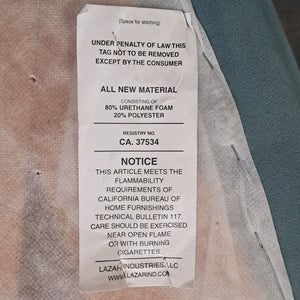 (Space for stitching)
UNDER PENALTY OF LAW THIS
TAG NOT TO BE REMOVED
EXCEPT BY THE CONSUMER
ALL NEW MATERIAL
CONSISTING OF
80% URETHANE FOAM
20% POLYESTER
REGISTRY NO.
CA. 37534
NOTICE
THIS ARTICLE MEETS THE
FLAMMABILITY
REQUIREMENTS OF
CALIFORNIA BUREAU OF
HOME FURNISHINGS
TECHNICAL BULLETIN 117.
CARE SHOULD BE EXERCISED
NEAR OPEN FLAME
OR WITH BURNING
CIGARETTES.
LAZAR INDUSTRIES, LLC
WWW.LAZARIND.COM